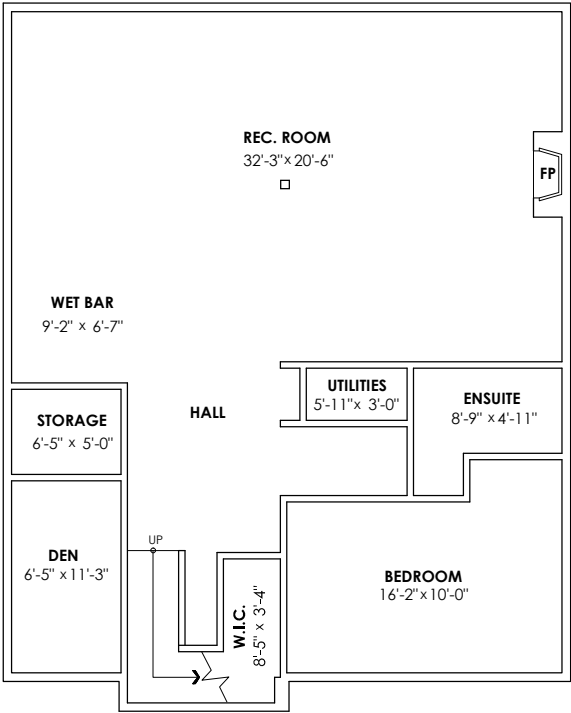 REC. ROOM
32'-3" x 20'-6"
FP
WET BAR
9'-2" x 6'-7"
UTILITIES
5'-11" x 3'-0"
ENSUITE
8'-9" x 4'-11"
HALL
STORAGE
6'-5" x 5'-0"
UP
DEN
6'-5" x 11'-3"
W.I.C.
8'-5" x 3'-4"
BEDROOM
16'-2" x 10'-0"